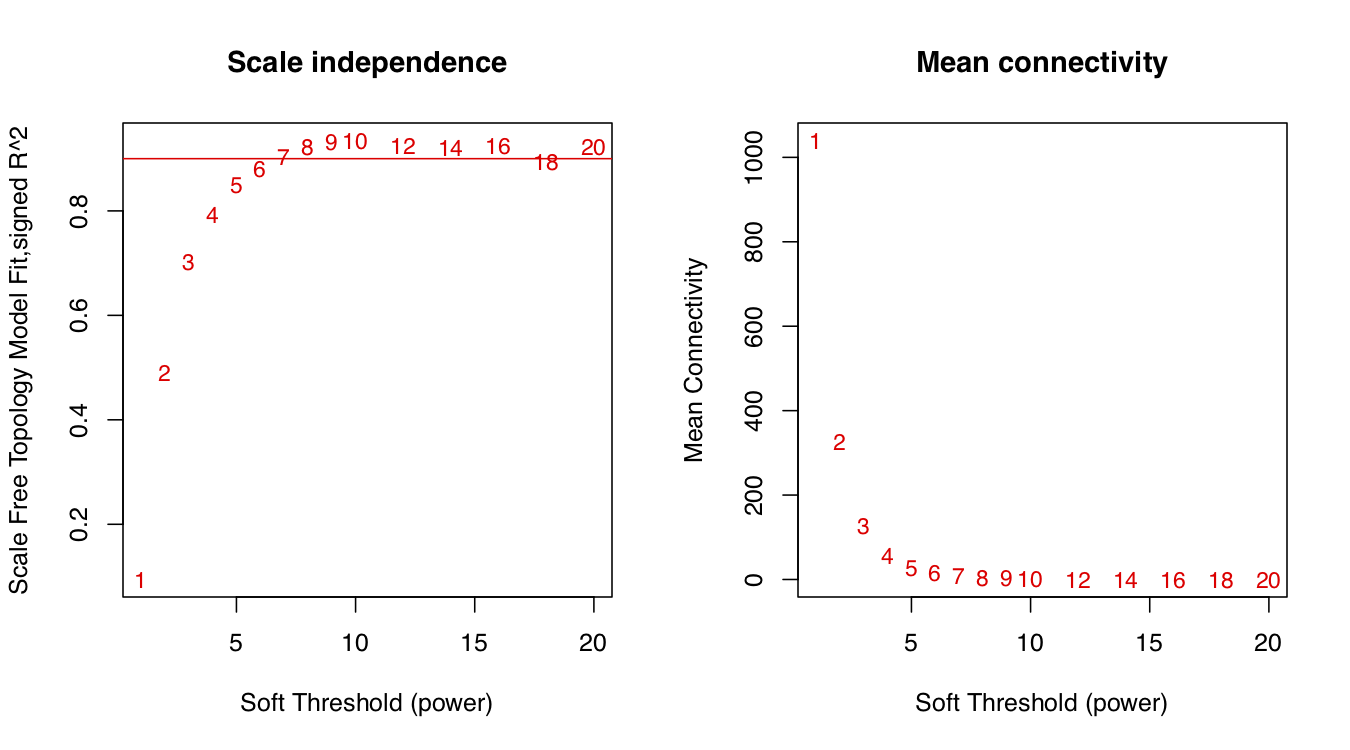 Scale independence
Scale Free Topology Model Fit,signed R^2
0.2 0.4 0.6 0.8
1 2 3 4 5 6 7 8 9 10 12 14 16 18 20
5 10 15 20
Soft Threshold (power)
Mean connectivity
Mean Connectivity
0 200 400 600 800 1000
1 2 3 4 5 6 7 8 9 10 12 14 16 18 20
5 10 15 20
Soft Threshold (power)